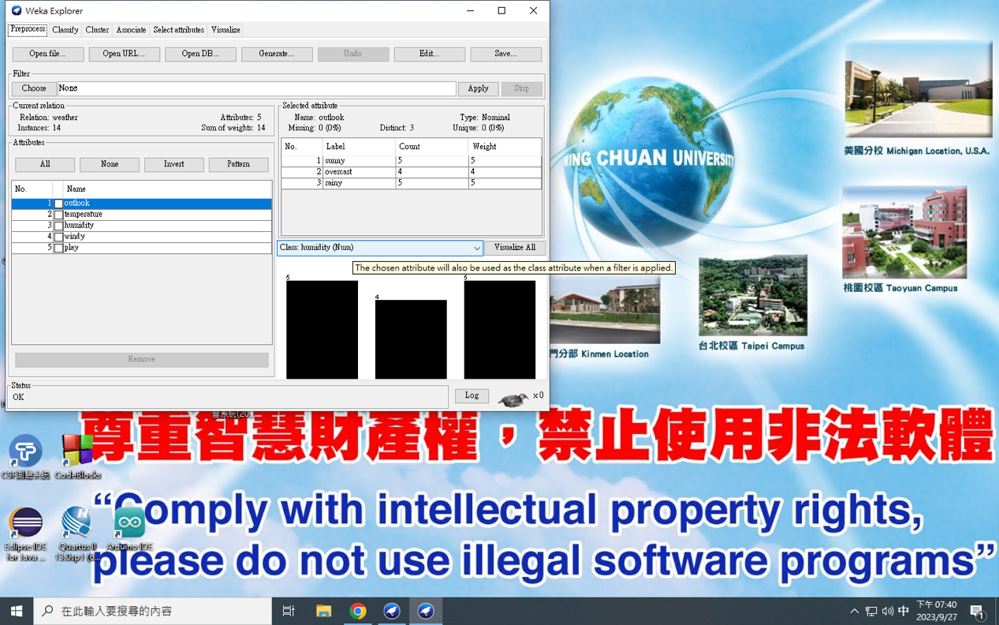 Weka Explorer
Preprocess Classify Cluster Associate Select attributes Visualize
Open file... Open URL... Open DB... Generate... Undo Edit... Save...
Filter
Choose None Apply Stop
Current relation
Relation: weather Attributes: 5
Instances: 14 Sum of weights: 14
Attributes
All None Invert Pattern
No. Name
1 outlook
2 temperature
3 humidity
4 windy
5 play
Remove
Selected attribute
Name: outlook Type: Nominal
Missing: 0 (0%) Distinct: 3 Unique: 0 (0%)
No. Label Count Weight
1 sunny 5 5
2 overcast 4 4
3 rainy 5 5
Class: humidity (Num) Visualize All
The chosen attribute will also be used as the class attribute when a filter is applied.
5 4 5
Status
OK
Log x 0
MING CHUAN UNIVERSITY
美國分校 Michigan Location, U.S.A.
桃園校區 Taoyuan Campus
台北校區 Taipei Campus
門分部 Kinmen Location
尊重智慧財產權，禁止使用非法軟體
“Comply with intellectual property rights,
please do not use illegal software programs”
CodeBlocks
Eclipse IDE
for Java ...
Quartus II
13.0sp1 (6...
Arduino IDE
在此輸入要搜尋的內容
中
下午 07:40
2023/9/27
1